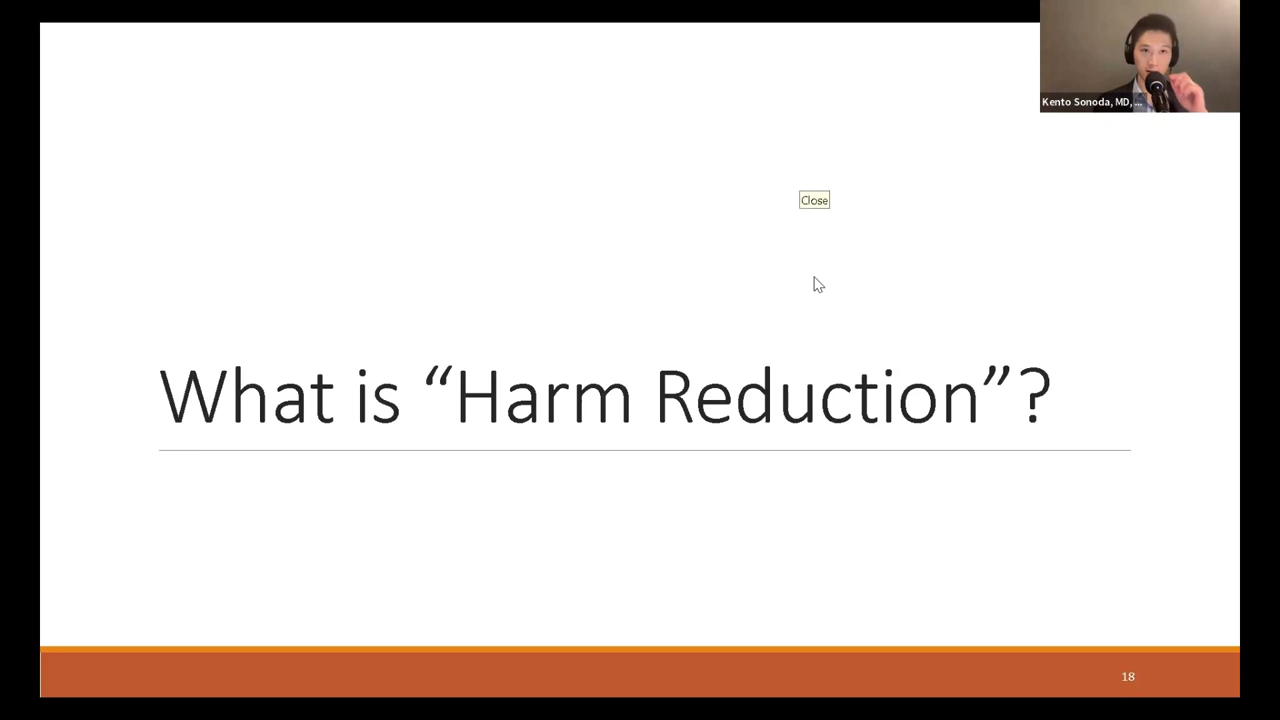 Kento Sonoda, MD, ...
Close
What is “Harm Reduction”?
18